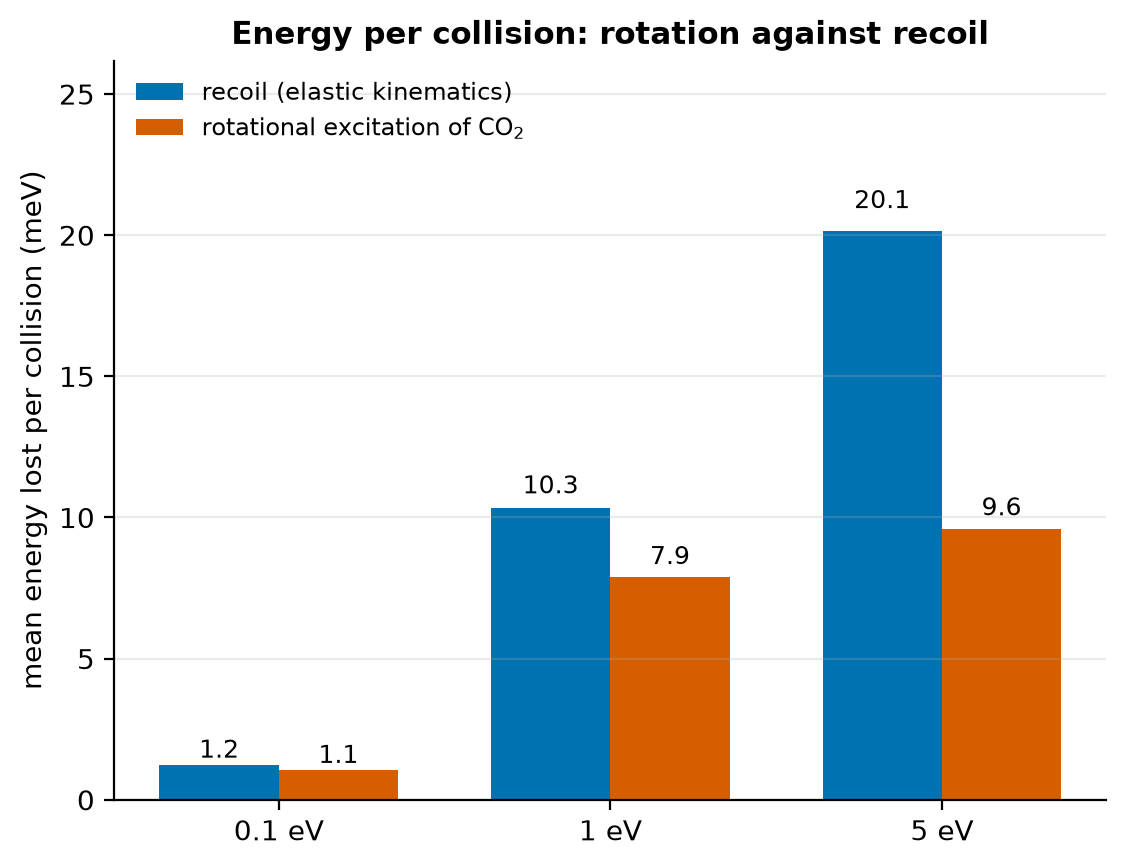 Energy per collision: rotation against recoil
recoil (elastic kinematics)
rotational excitation of CO₂
mean energy lost per collision (meV)
25
20
15
10
5
0
1.2
1.1
10.3
7.9
20.1
9.6
0.1 eV
1 eV
5 eV